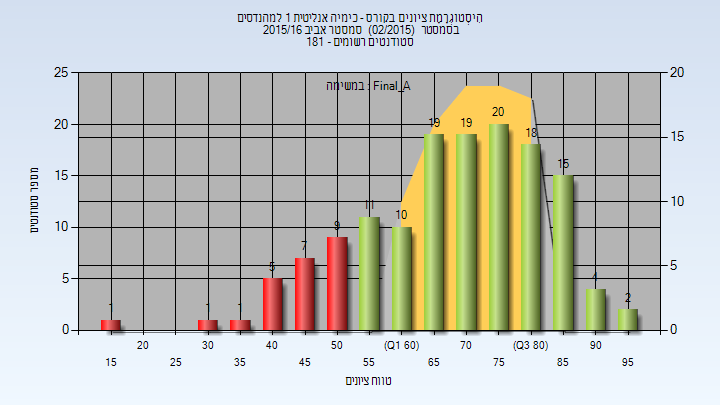 היסטוגרמת ציונים בקורס - כימיה אנליטית 1 למהנדסים
בסמסטר (02/2015) סמסטר אביב 2015/16
סטודנטים רשומים - 181
במשימה : Final_A
25 20
20 15
15 10
10 5
5 0
0
מספר סטודנטים
1 1 1 5 7 9 11 10 19 19 20 18 15 4 2
20 30 40 50 (Q1 60) 70 (Q3 80) 90
15 25 35 45 55 65 75 85 95
טווח ציונים